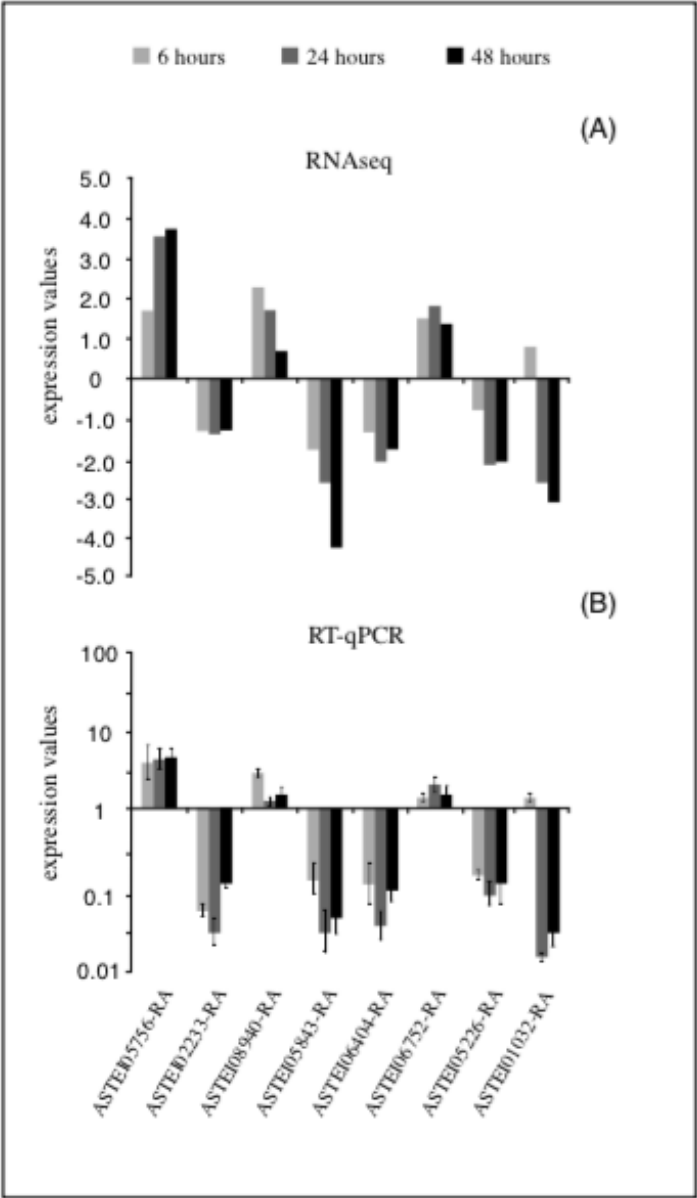 6 hours 24 hours 48 hours
(A)
RNAseq
expression values
5.0
4.0
3.0
2.0
1.0
0
-1.0
-2.0
-3.0
-4.0
-5.0
(B)
RT-qPCR
expression values
100
10
1
0.1
0.01
ASTEI05756-RA
ASTEI02233-RA
ASTEI08940-RA
ASTEI05843-RA
ASTEI06404-RA
ASTEI06752-RA
ASTEI05226-RA
ASTEI01032-RA